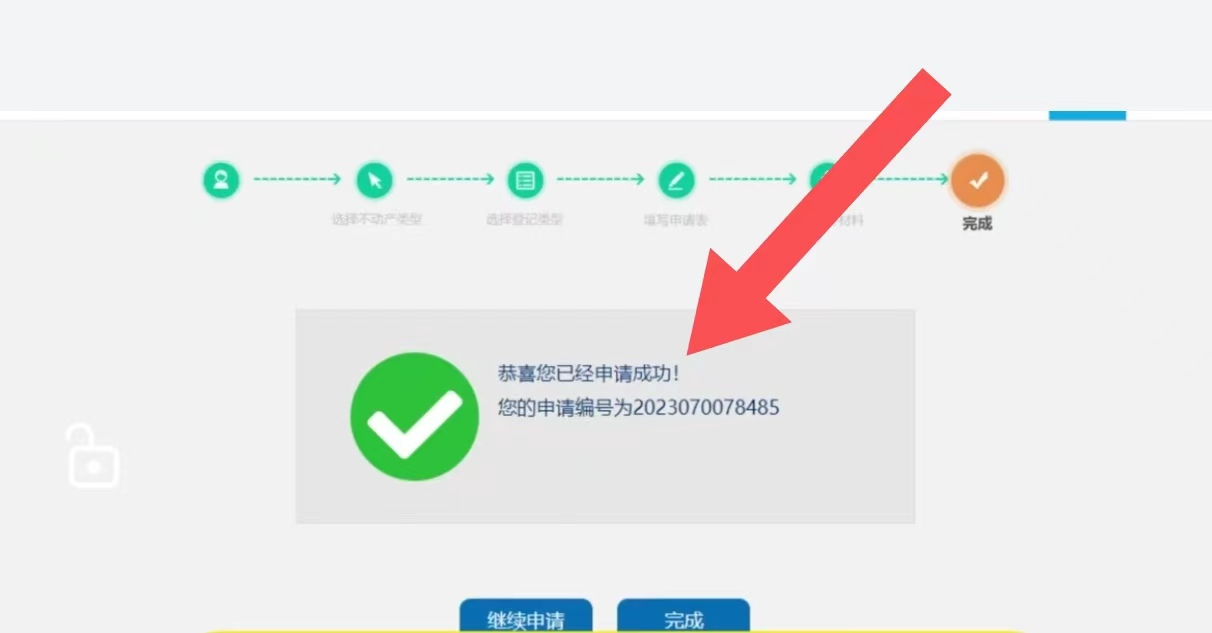 选择不动产类型
选择登记类型
填写申请表
材料
完成
恭喜您已经申请成功!
您的申请编号为2023070078485
继续申请
完成